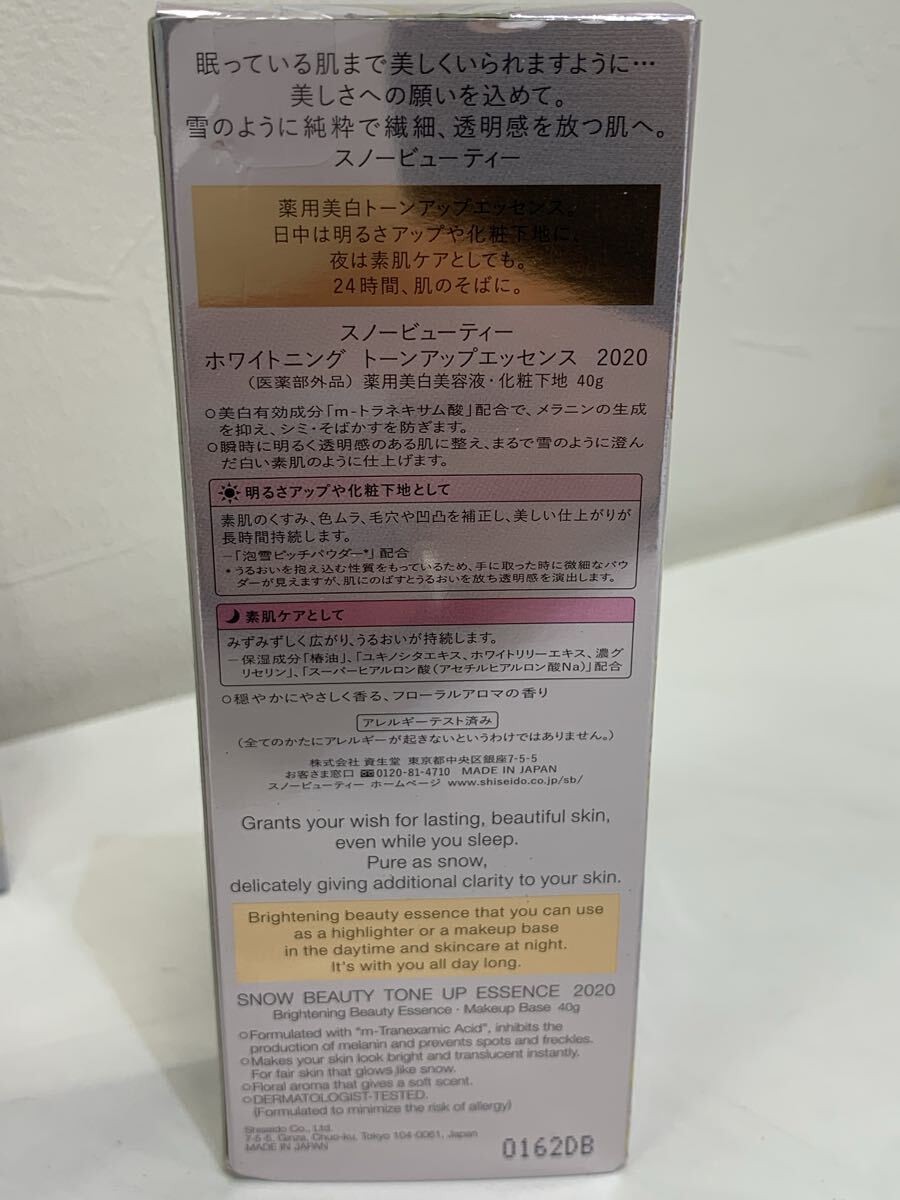 眠っている肌まで美しくいられますように…
美しさへの願いを込めて。
雪のように純粋で繊細、透明感を放つ肌へ。
スノービューティー
薬用美白トーンアップエッセンス。
日中は明るさアップや化粧下地に、
夜は素肌ケアとしても。
24時間、肌のそばに。
スノービューティー
ホワイトニング トーンアップエッセンス 2020
（医薬部外品） 薬用美白美容液・化粧下地 40g
○美白有効成分「m-トラネキサム酸」配合で、メラニンの生成
を抑え、シミ・そばかすを防ぎます。
○瞬時に明るく透明感のある肌に整え、まるで雪のように澄ん
だ白い素肌のように仕上げます。
明るさアップや化粧下地として
素肌のくすみ、色ムラ、毛穴や凹凸を補正し、美しい仕上がりが
長時間持続します。
–「泡雪ピッチパウダー*」配合
*うるおいを抱え込む性質をもっているため、手に取った時に微細なパウ
ダーが見えますが、肌にのばすとうるおいを放ち透明感を演出します。
素肌ケアとして
みずみずしく広がり、うるおいが持続します。
–保湿成分「椿油」、「ユキノシタエキス、ホワイトリリーエキス、濃グ
リセリン」、「スーパーヒアルロン酸（アセチルヒアルロン酸Na）」配合
○穏やかにやさしく香る、フローラルアロマの香り
アレルギーテスト済み
（全てのかたにアレルギーが起きないというわけではありません。）
株式会社 資生堂 東京都中央区銀座7-5-5
お客さま窓口 0120-81-4710 MADE IN JAPAN
スノービューティー ホームページ www.shiseido.co.jp/sb/
Grants your wish for lasting, beautiful skin,
even while you sleep.
Pure as snow,
delicately giving additional clarity to your skin.
Brightening beauty essence that you can use
as a highlighter or a makeup base
in the daytime and skincare at night.
It's with you all day long.
SNOW BEAUTY TONE UP ESSENCE 2020
Brightening Beauty Essence・Makeup Base 40g
○Formulated with "m-Tranexamic Acid", inhibits the
production of melanin and prevents spots and freckles.
○Makes your skin look bright and translucent instantly.
For fair skin that glows like snow.
○Floral aroma that gives a soft scent.
○DERMATOLOGIST-TESTED.
(Formulated to minimize the risk of allergy)
Shiseido Co., Ltd.
7-5-5, Ginza, Chuo-ku, Tokyo 104-0061, Japan
MADE IN JAPAN
0162DB